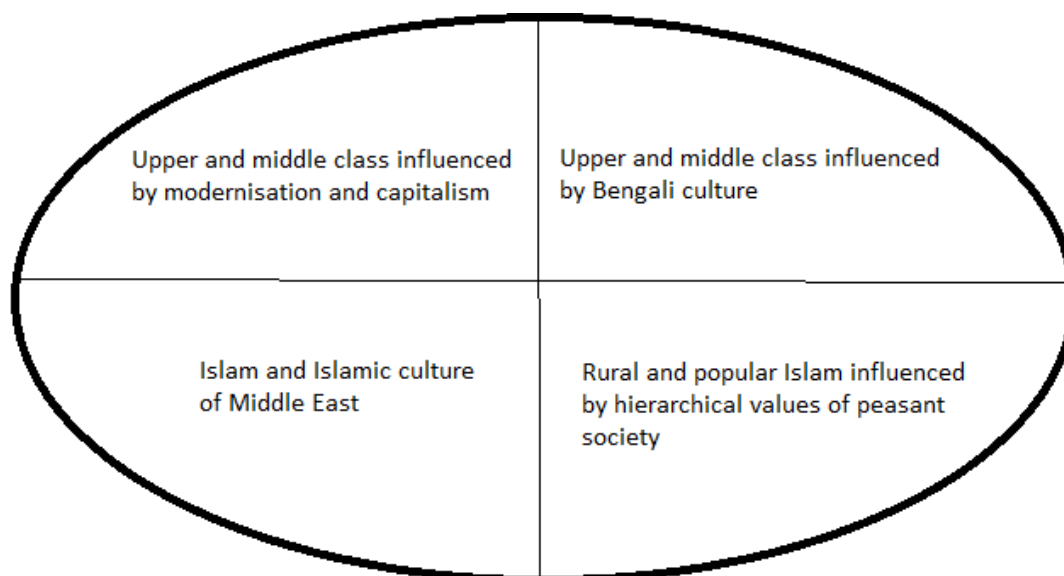 Upper and middle class influenced
by modernisation and capitalism
Upper and middle class influenced
by Bengali culture
Islam and Islamic culture
of Middle East
Rural and popular Islam influenced
by hierarchical values of peasant
society